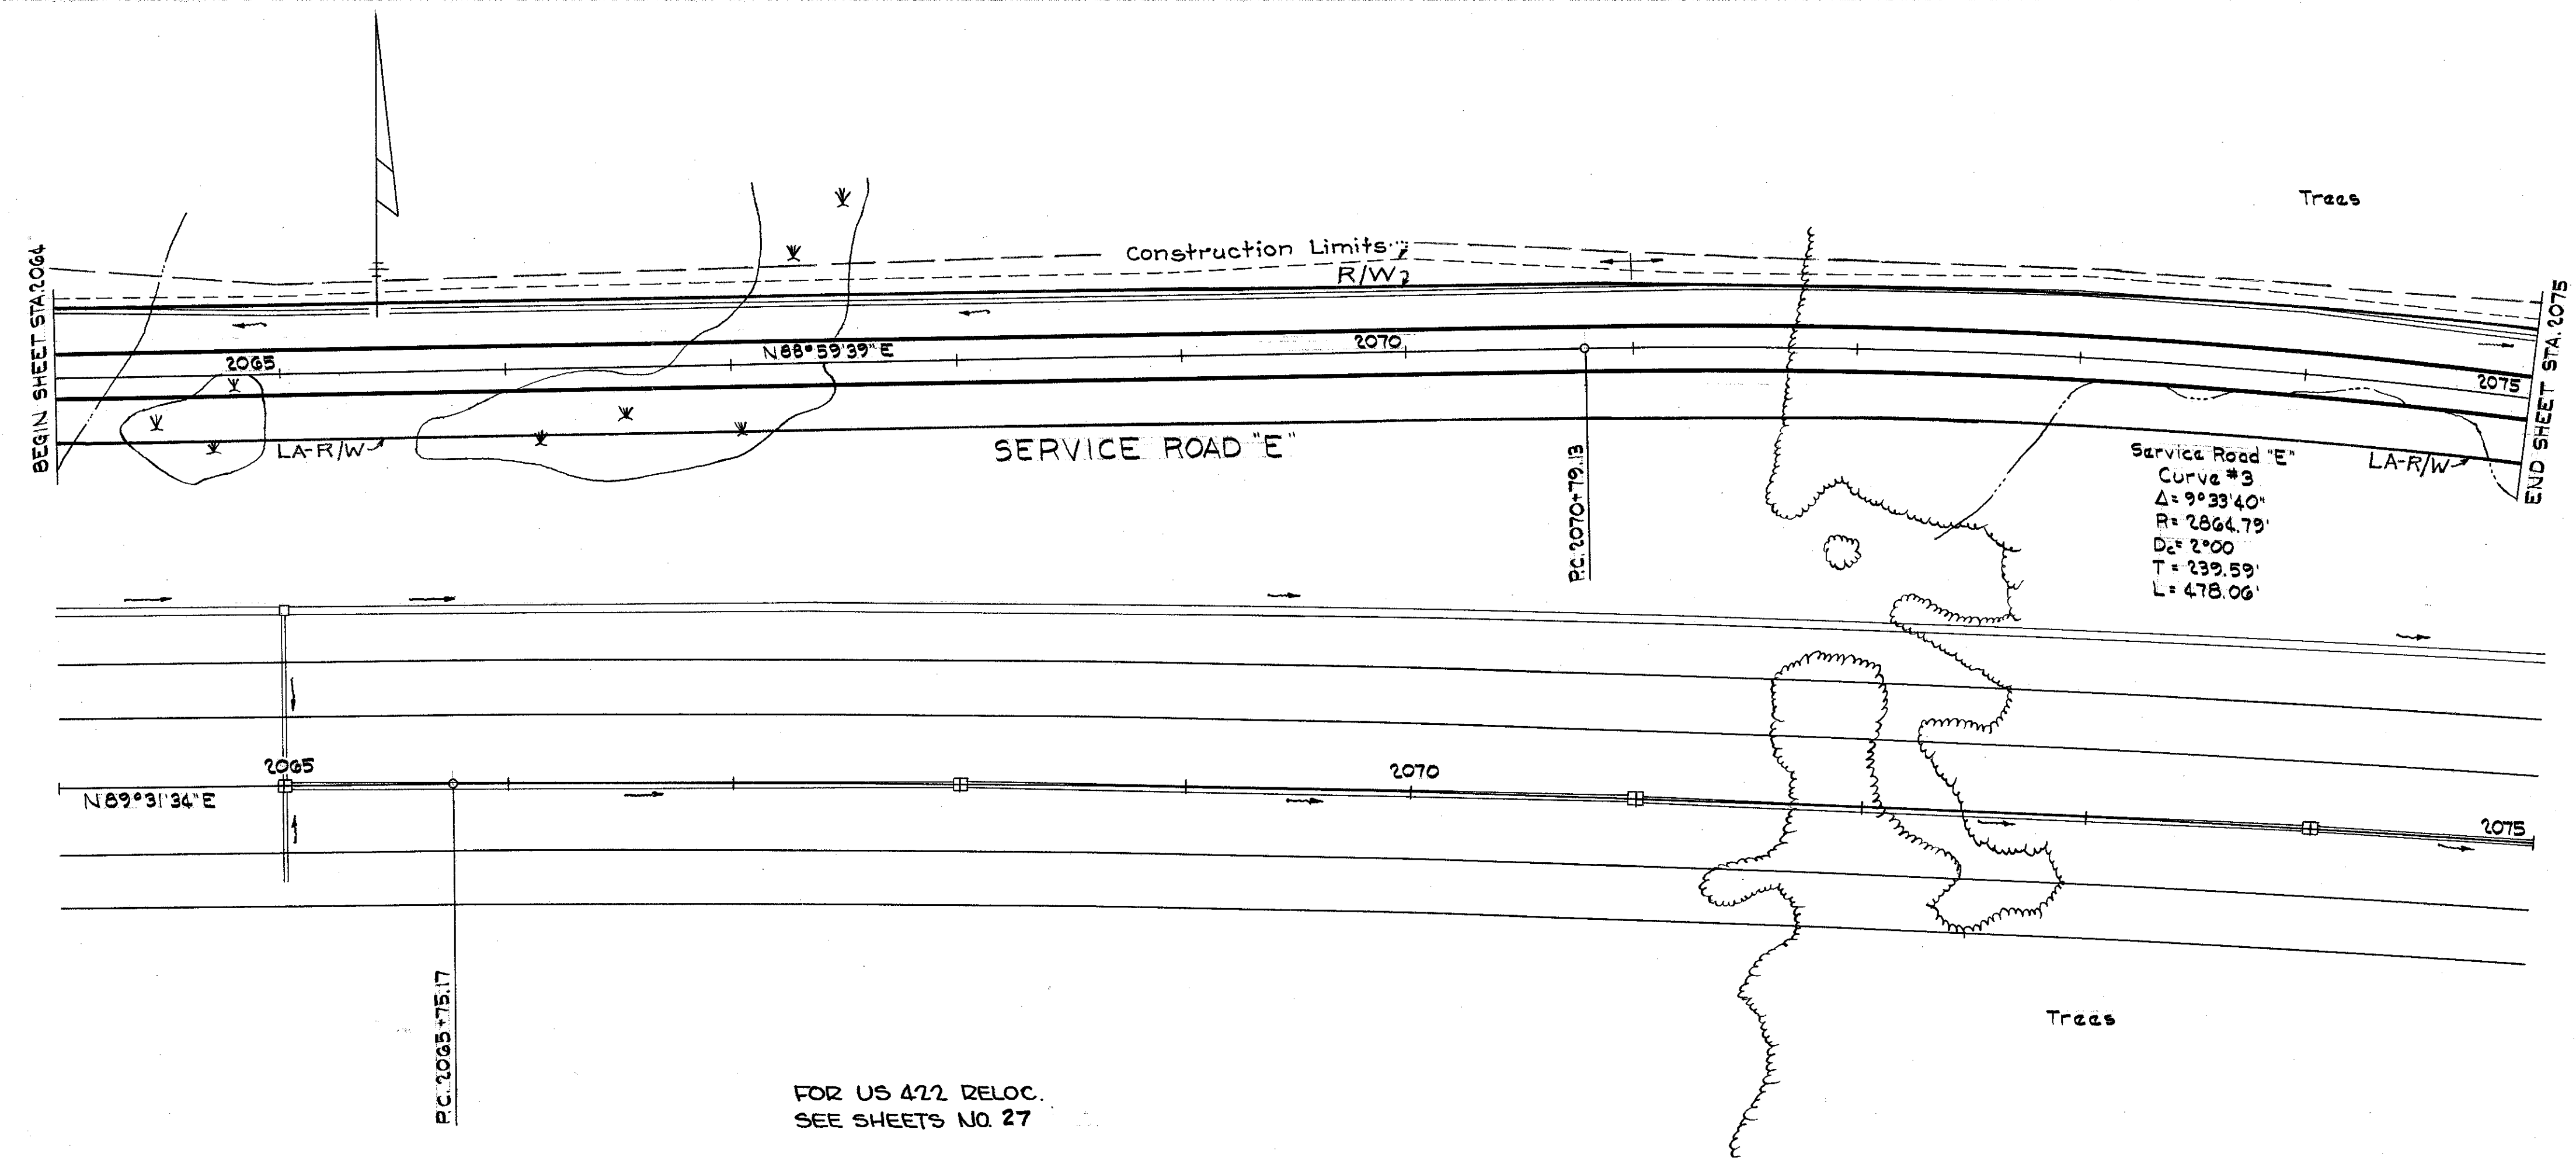 Trees
Construction Limits
R/W
BEGIN SHEET STA. 2064
2065
N 88° 59' 39" E
2070
2075
END SHEET STA. 2075
LA-R/W
SERVICE ROAD "E"
P.C. 2070+79.13
Service Road "E"
Curve #3
Δ = 9° 33' 40"
R = 2864.79'
Dc = 2°00
T = 239.59'
L = 478.06'
LA-R/W
2065
N 89° 31' 34" E
2070
2075
P.C. 2065+75.17
Trees
FOR US 422 RELOC.
SEE SHEETS NO. 27